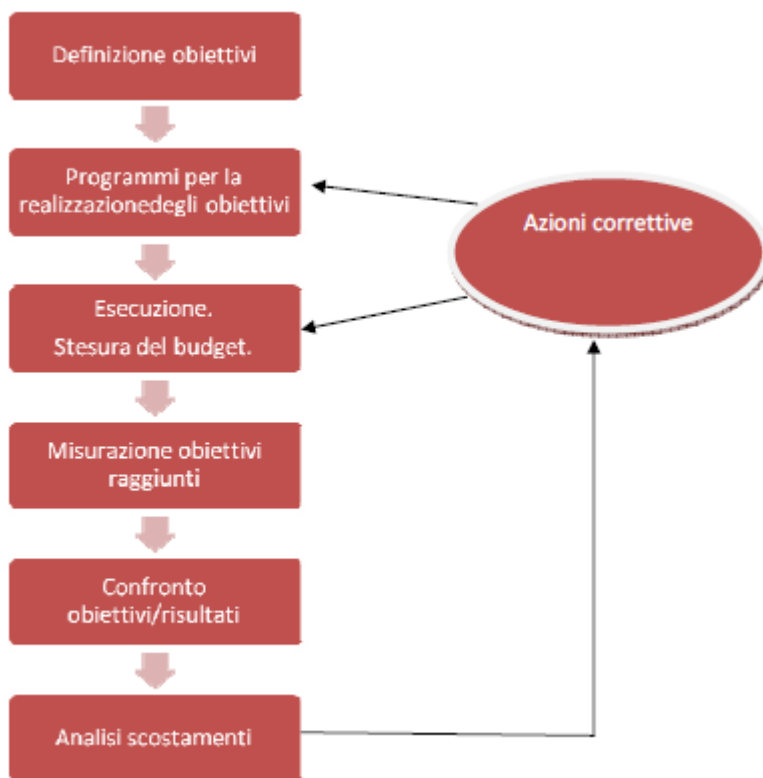 Definizione obiettivi
Programmi per la
realizzazionedegli obiettivi
Azioni correttive
Esecuzione.
Stesura del budget.
Misurazione obiettivi
raggiunti
Confronto
obiettivi/risultati
Analisi scostamenti